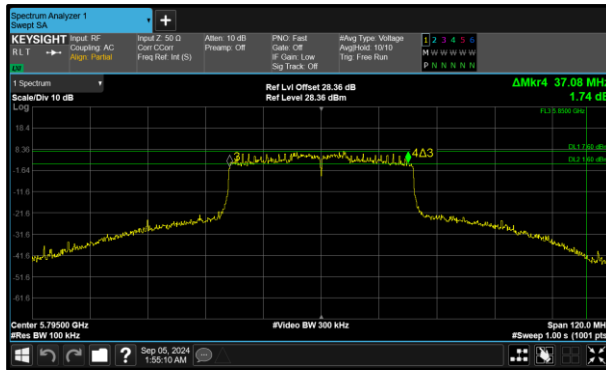 Spectrum Analyzer 1
Swept SA
+
KEYSIGHT
RLT
Align: Partial
Input: RF
Coupling: AC
Input Z: 50 Ω
Corr CCorr
Freq Ref: Int (S)
Atten: 10 dB
Preamp: Off
PNO: Fast
Gate: Off
IF Gain: Low
Sig Track: Off
#Avg Type: Voltage
Avg|Hold: 10/10
Trig: Free Run
1 2 3 4 5 6
M W W W W W
P N N N N N
1 Spectrum
Scale/Div 10 dB
Ref Lvl Offset 28.36 dB
Ref Level 28.36 dBm
ΔMkr4 37.08 MHz
1.74 dB
Log
FL3 5.8500 GHz
18.4
8.36
-1.64
-11.6
-21.6
-31.6
-41.6
-51.6
-61.6
DL1 7.60 dBm
DL2 1.60 dBm
3
4Δ3
Center 5.79500 GHz
#Res BW 100 kHz
#Video BW 300 kHz
Span 120.0 MHz
#Sweep 1.00 s (1001 pts)
?
Sep 05, 2024
1:55:10 AM